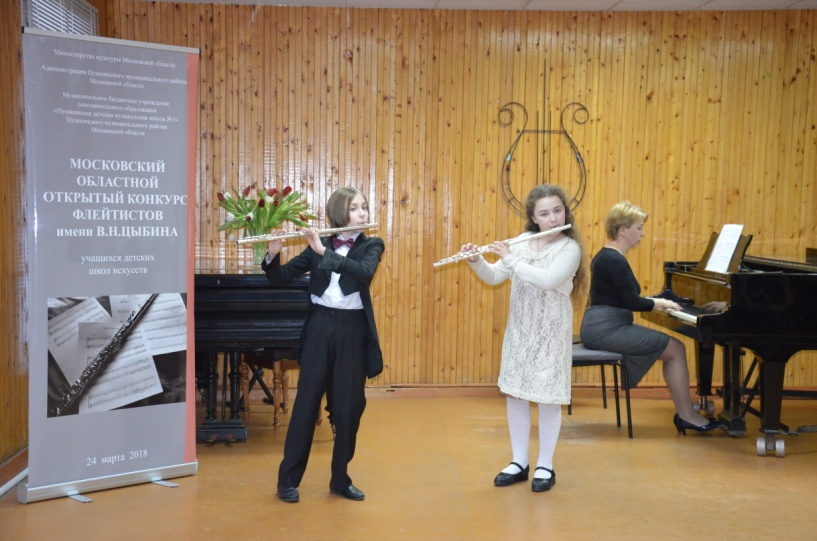 Министерство культуры Московской области
Администрация Пушкинского муниципального района
Московской области
Муниципальное бюджетное учреждение
дополнительного образования
«Пушкинская детская музыкальная школа №1»
Пушкинского муниципального района
Московской области
МОСКОВСКИЙ
ОБЛАСТНОЙ
ОТКРЫТЫЙ КОНКУРС
ФЛЕЙТИСТОВ
имени В.Н.ЦЫБИНА
учащихся детских
школ искусств
24 марта 2018